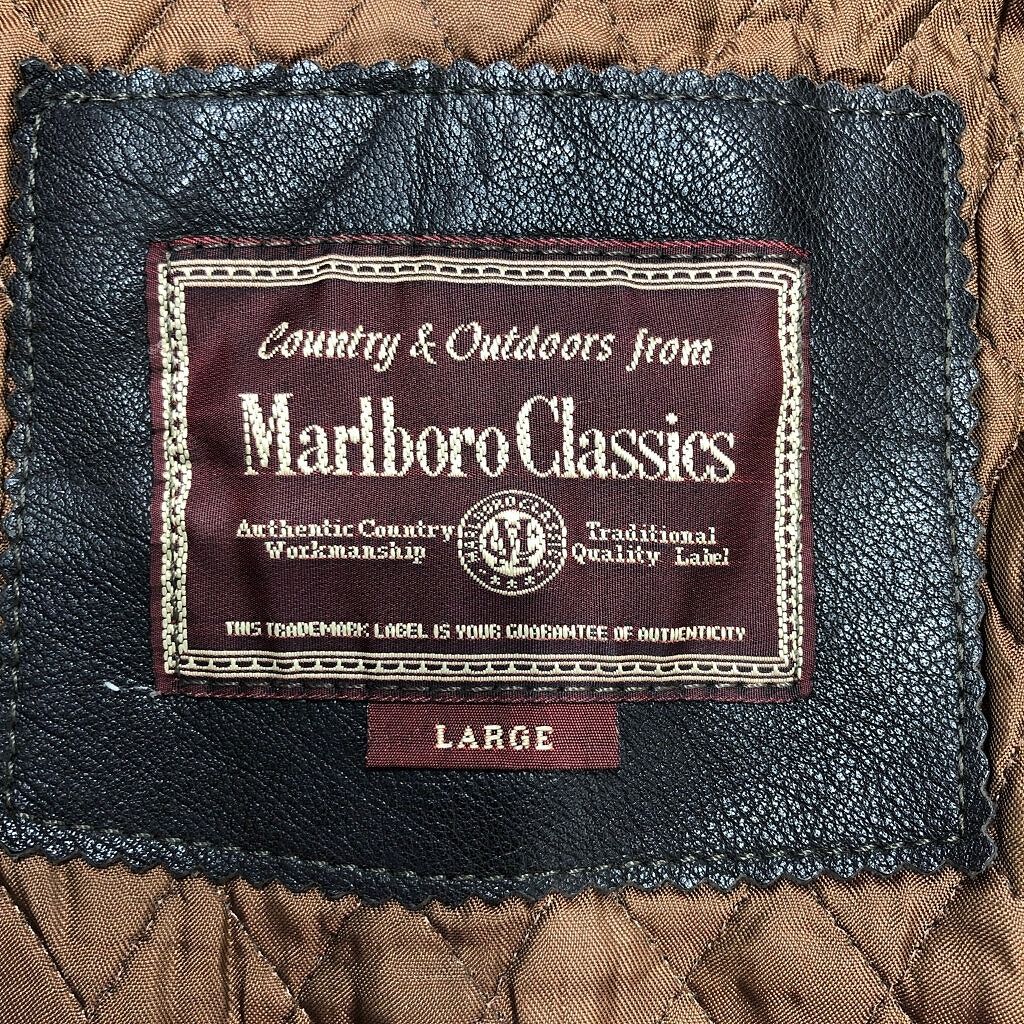 Country & Outdoors from
Marlboro Classics
Authentic Country
Workmanship
Traditional
Quality Label
THIS TRADEMARK LABEL IS YOUR GUARANTEE OF AUTHENTICITY
LARGE